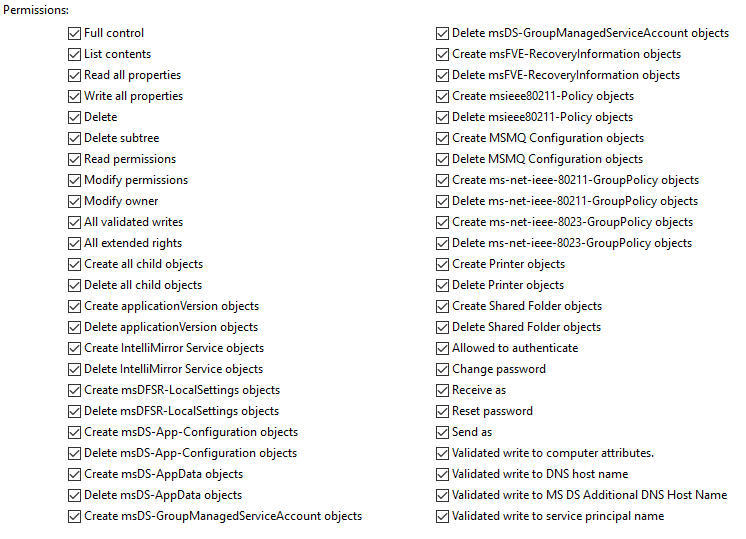 Permissions:
Full control
List contents
Read all properties
Write all properties
Delete
Delete subtree
Read permissions
Modify permissions
Modify owner
All validated writes
All extended rights
Create all child objects
Delete all child objects
Create applicationVersion objects
Delete applicationVersion objects
Create IntelliMirror Service objects
Delete IntelliMirror Service objects
Create msDFSR-LocalSettings objects
Delete msDFSR-LocalSettings objects
Create msDS-App-Configuration objects
Delete msDS-App-Configuration objects
Create msDS-AppData objects
Delete msDS-AppData objects
Create msDS-GroupManagedServiceAccount objects
Delete msDS-GroupManagedServiceAccount objects
Create msFVE-RecoveryInformation objects
Delete msFVE-RecoveryInformation objects
Create msieee80211-Policy objects
Delete msieee80211-Policy objects
Create MSMQ Configuration objects
Delete MSMQ Configuration objects
Create ms-net-ieee-80211-GroupPolicy objects
Delete ms-net-ieee-80211-GroupPolicy objects
Create ms-net-ieee-8023-GroupPolicy objects
Delete ms-net-ieee-8023-GroupPolicy objects
Create Printer objects
Delete Printer objects
Create Shared Folder objects
Delete Shared Folder objects
Allowed to authenticate
Change password
Receive as
Reset password
Send as
Validated write to computer attributes.
Validated write to DNS host name
Validated write to MS DS Additional DNS Host Name
Validated write to service principal name